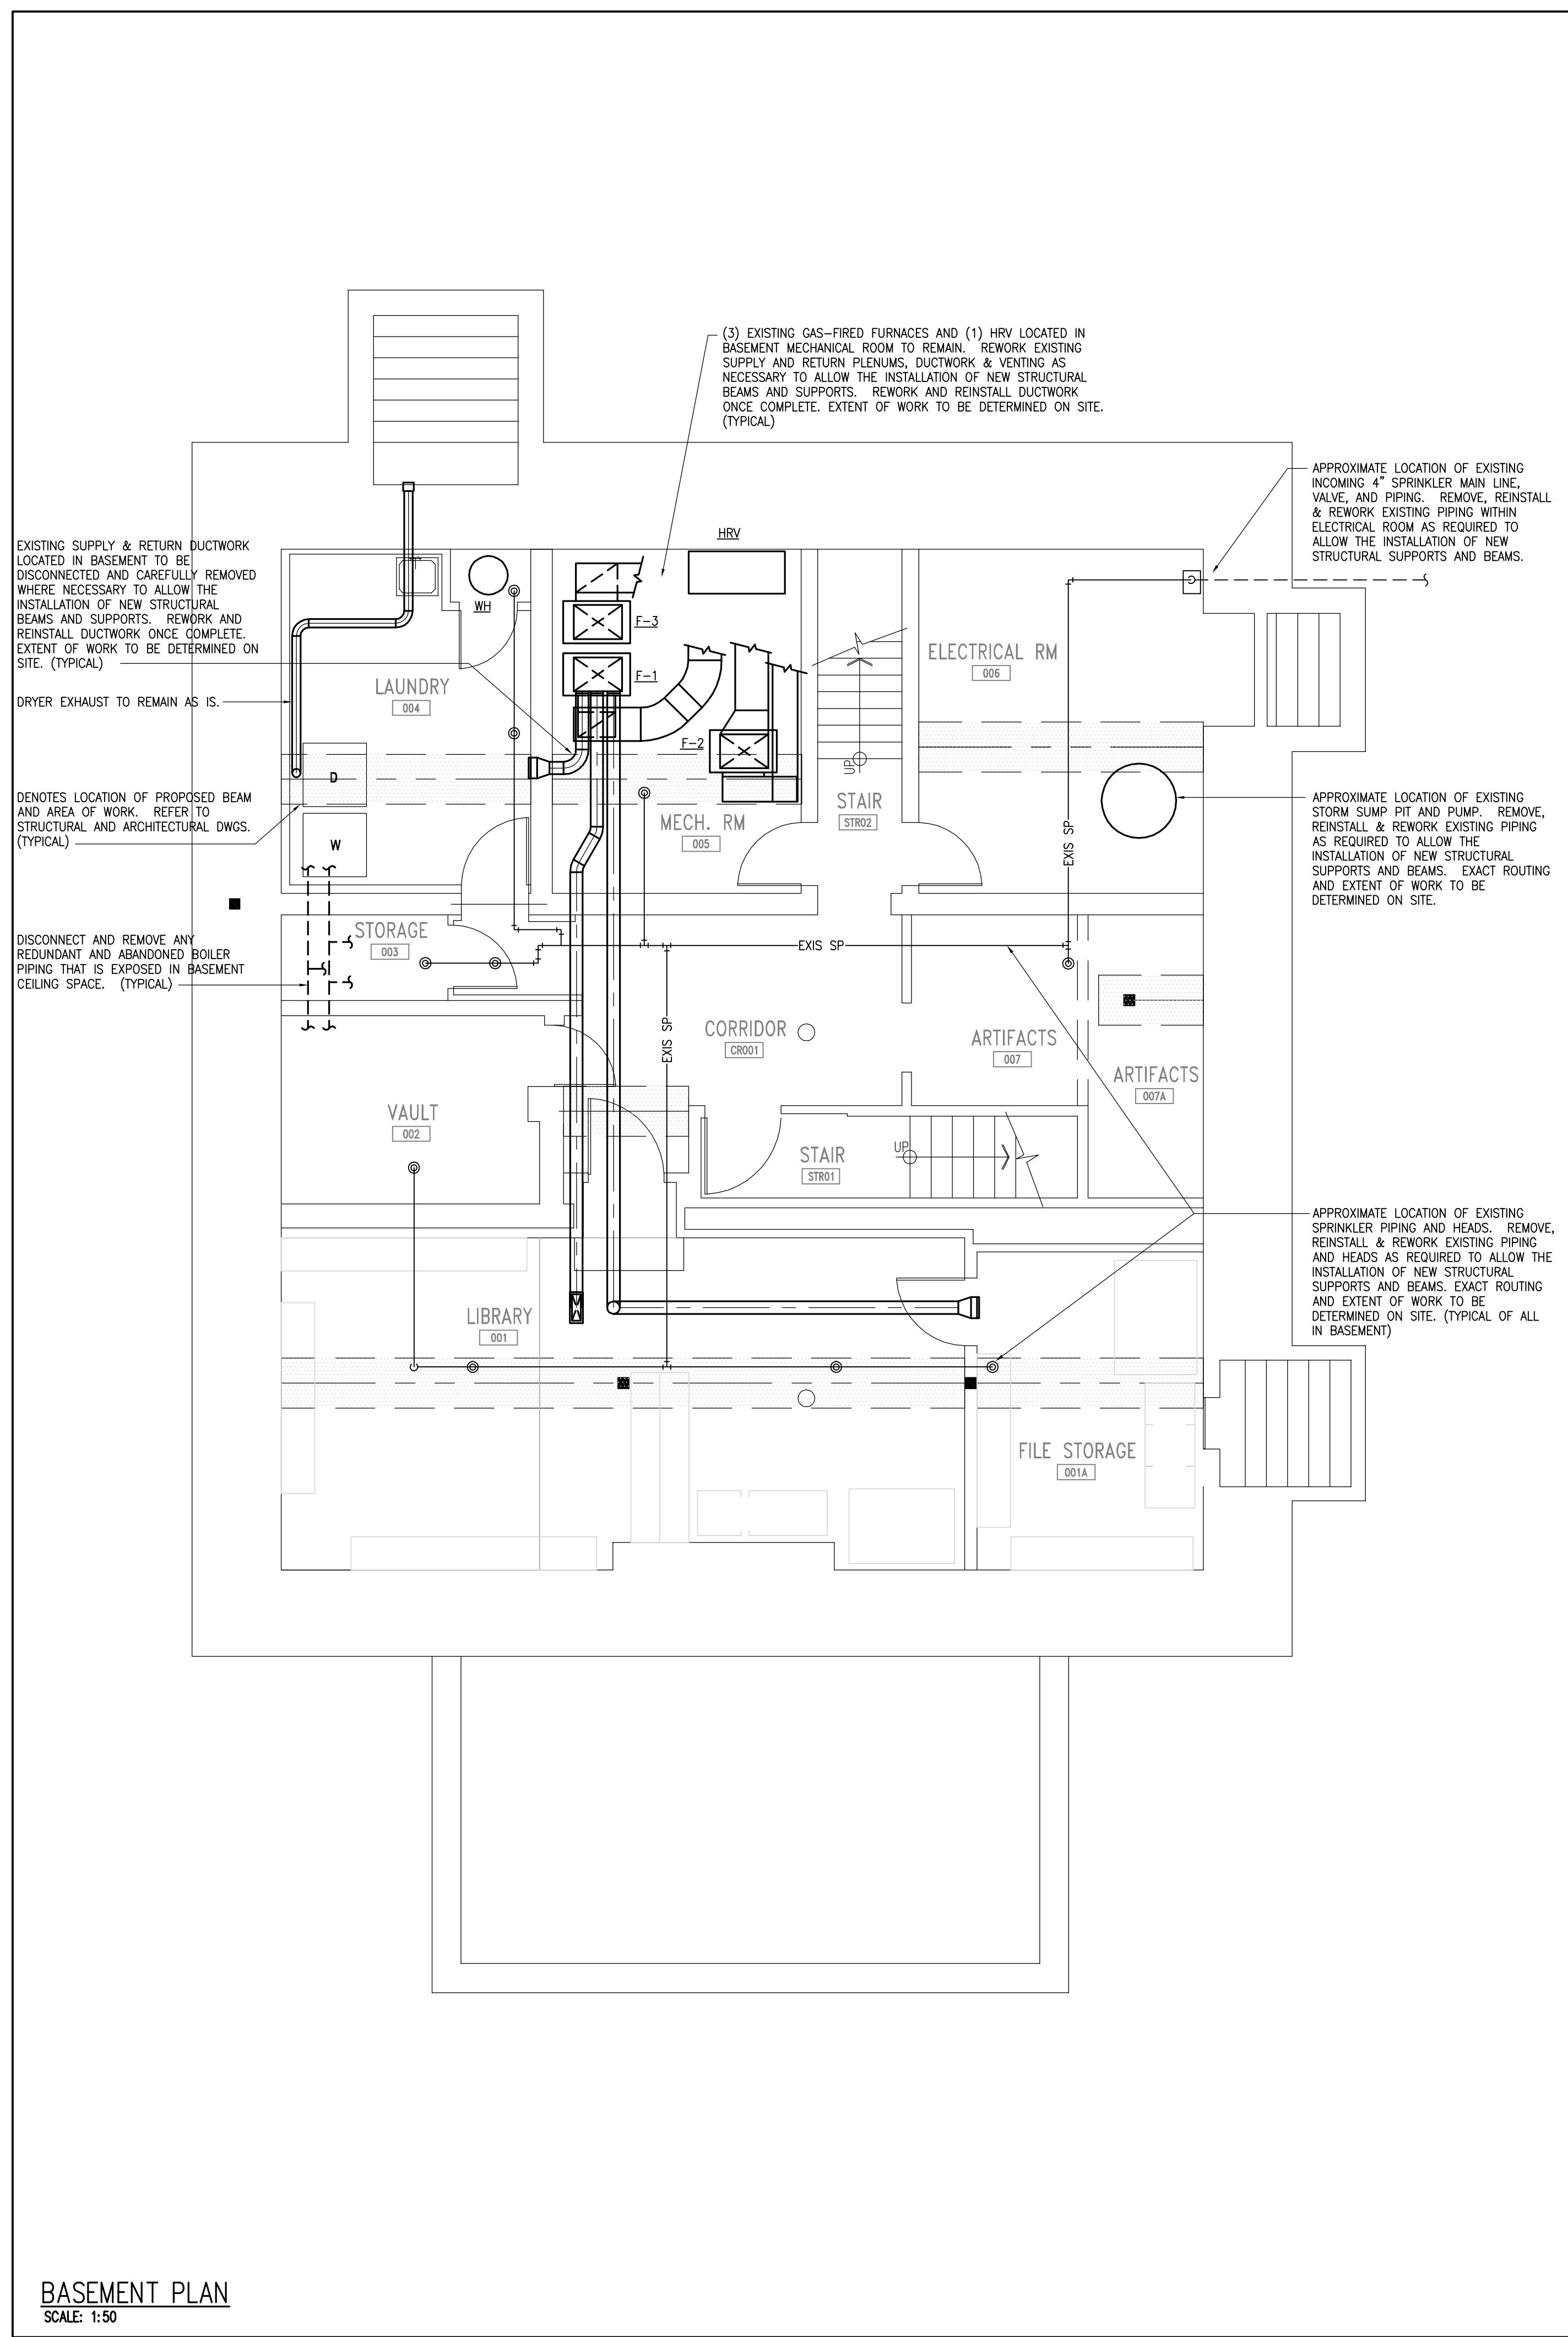 (3) EXISTING GAS-FIRED FURNACES AND (1) HRV LOCATED IN
BASEMENT MECHANICAL ROOM TO REMAIN. REWORK EXISTING
SUPPLY AND RETURN PLENUMS, DUCTWORK & VENTING AS
NECESSARY TO ALLOW THE INSTALLATION OF NEW STRUCTURAL
BEAMS AND SUPPORTS. REWORK AND REINSTALL DUCTWORK
ONCE COMPLETE. EXTENT OF WORK TO BE DETERMINED ON SITE.
(TYPICAL)
APPROXIMATE LOCATION OF EXISTING
INCOMING 4" SPRINKLER MAIN LINE,
VALVE, AND PIPING. REMOVE, REINSTALL
& REWORK EXISTING PIPING WITHIN
ELECTRICAL ROOM AS REQUIRED TO
ALLOW THE INSTALLATION OF NEW
STRUCTURAL SUPPORTS AND BEAMS.
EXISTING SUPPLY & RETURN DUCTWORK
LOCATED IN BASEMENT TO BE
DISCONNECTED AND CAREFULLY REMOVED
WHERE NECESSARY TO ALLOW THE
INSTALLATION OF NEW STRUCTURAL
BEAMS AND SUPPORTS. REWORK AND
REINSTALL DUCTWORK ONCE COMPLETE.
EXTENT OF WORK TO BE DETERMINED ON
SITE. (TYPICAL)
HRV
WH
F-3
F-1
F-2
ELECTRICAL RM
006
LAUNDRY
004
DRYER EXHAUST TO REMAIN AS IS.
D
W
UP
DENOTES LOCATION OF PROPOSED BEAM
AND AREA OF WORK. REFER TO
STRUCTURAL AND ARCHITECTURAL DWGS.
(TYPICAL)
MECH. RM
005
STAIR
STR02
EXIS SP
APPROXIMATE LOCATION OF EXISTING
STORM SUMP PIT AND PUMP. REMOVE,
REINSTALL & REWORK EXISTING PIPING
AS REQUIRED TO ALLOW THE
INSTALLATION OF NEW STRUCTURAL
SUPPORTS AND BEAMS. EXACT ROUTING
AND EXTENT OF WORK TO BE
DETERMINED ON SITE.
DISCONNECT AND REMOVE ANY
REDUNDANT AND ABANDONED BOILER
PIPING THAT IS EXPOSED IN BASEMENT
CEILING SPACE. (TYPICAL)
STORAGE
003
EXIS SP
EXIS SP
CORRIDOR
CR001
ARTIFACTS
007
ARTIFACTS
007A
VAULT
002
STAIR
STR01
UP
APPROXIMATE LOCATION OF EXISTING
SPRINKLER PIPING AND HEADS. REMOVE,
REINSTALL & REWORK EXISTING PIPING
AND HEADS AS REQUIRED TO ALLOW THE
INSTALLATION OF NEW STRUCTURAL
SUPPORTS AND BEAMS. EXACT ROUTING
AND EXTENT OF WORK TO BE
DETERMINED ON SITE. (TYPICAL OF ALL
IN BASEMENT)
LIBRARY
001
FILE STORAGE
001A
BASEMENT PLAN
SCALE: 1:50